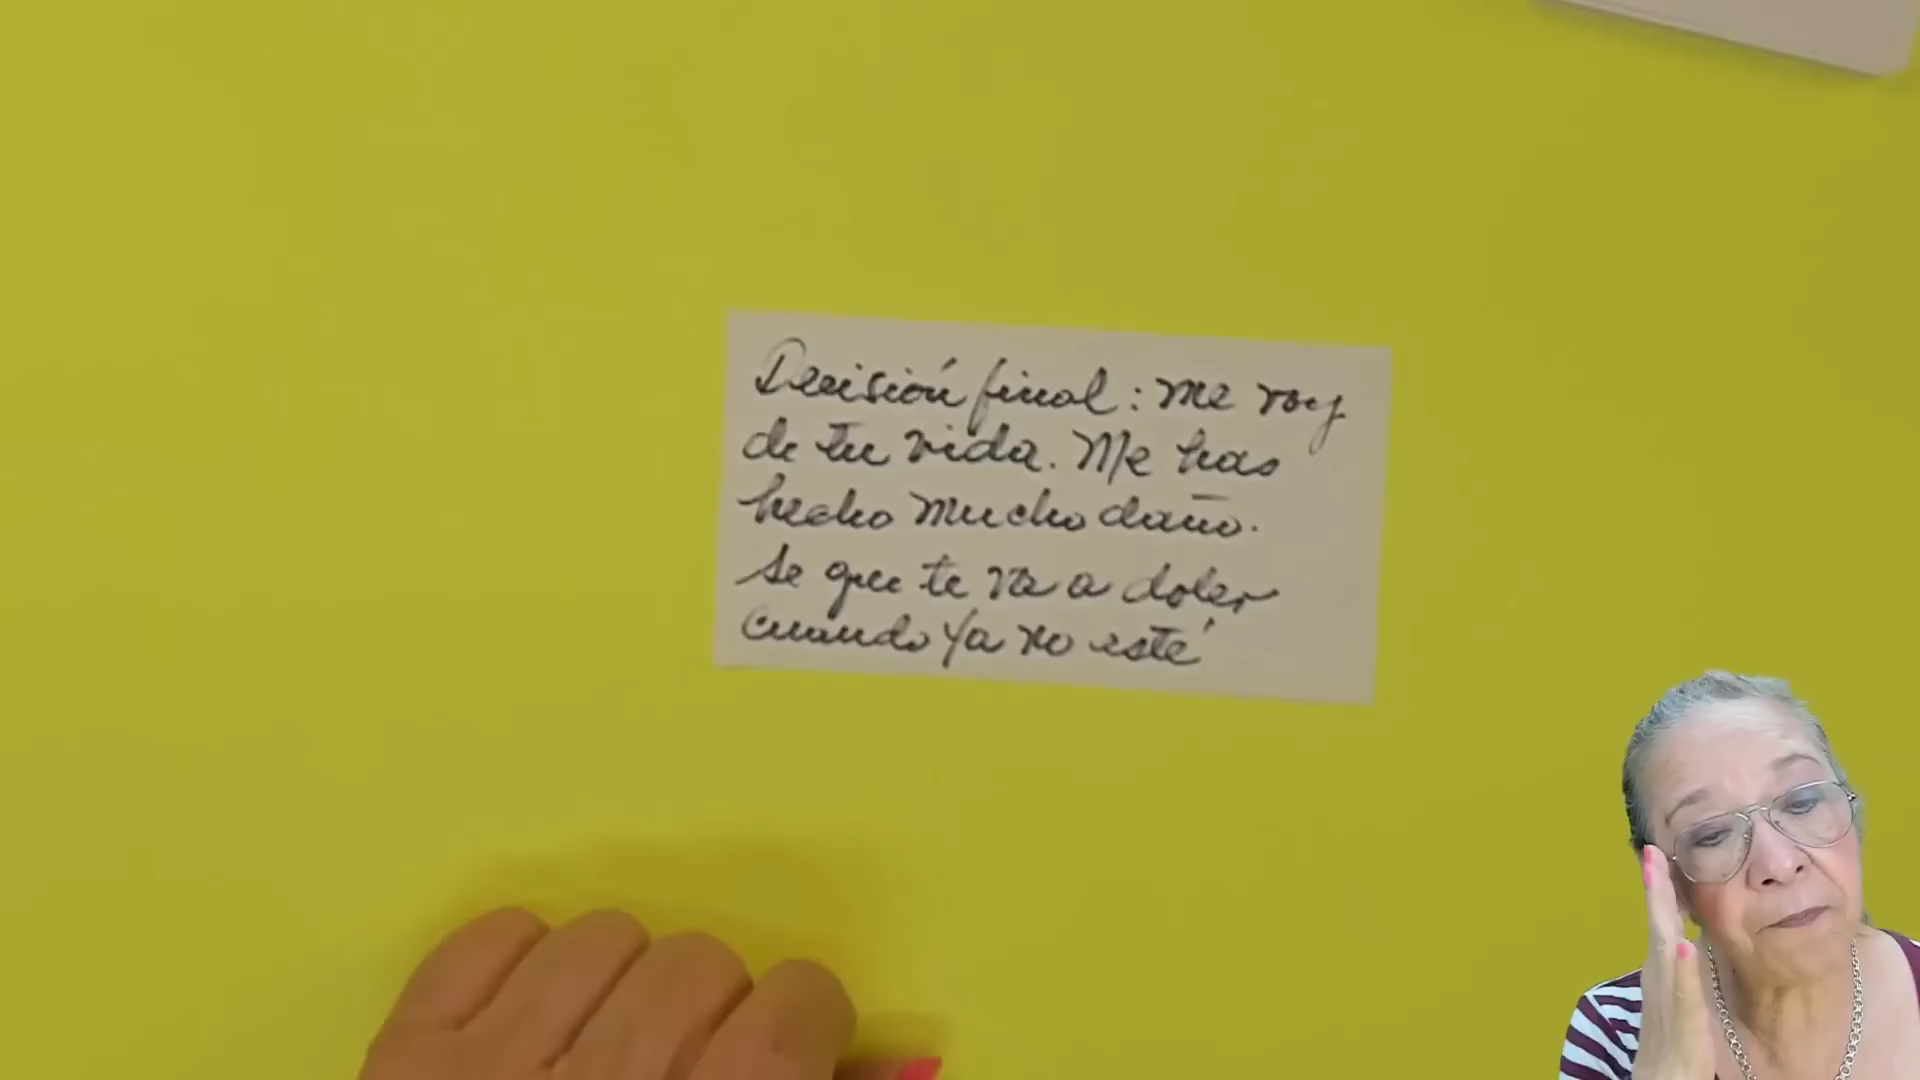 Decisión final: me voy
de tu vida. Me has
hecho mucho daño.
Se que te va a doler
cuando ya no esté